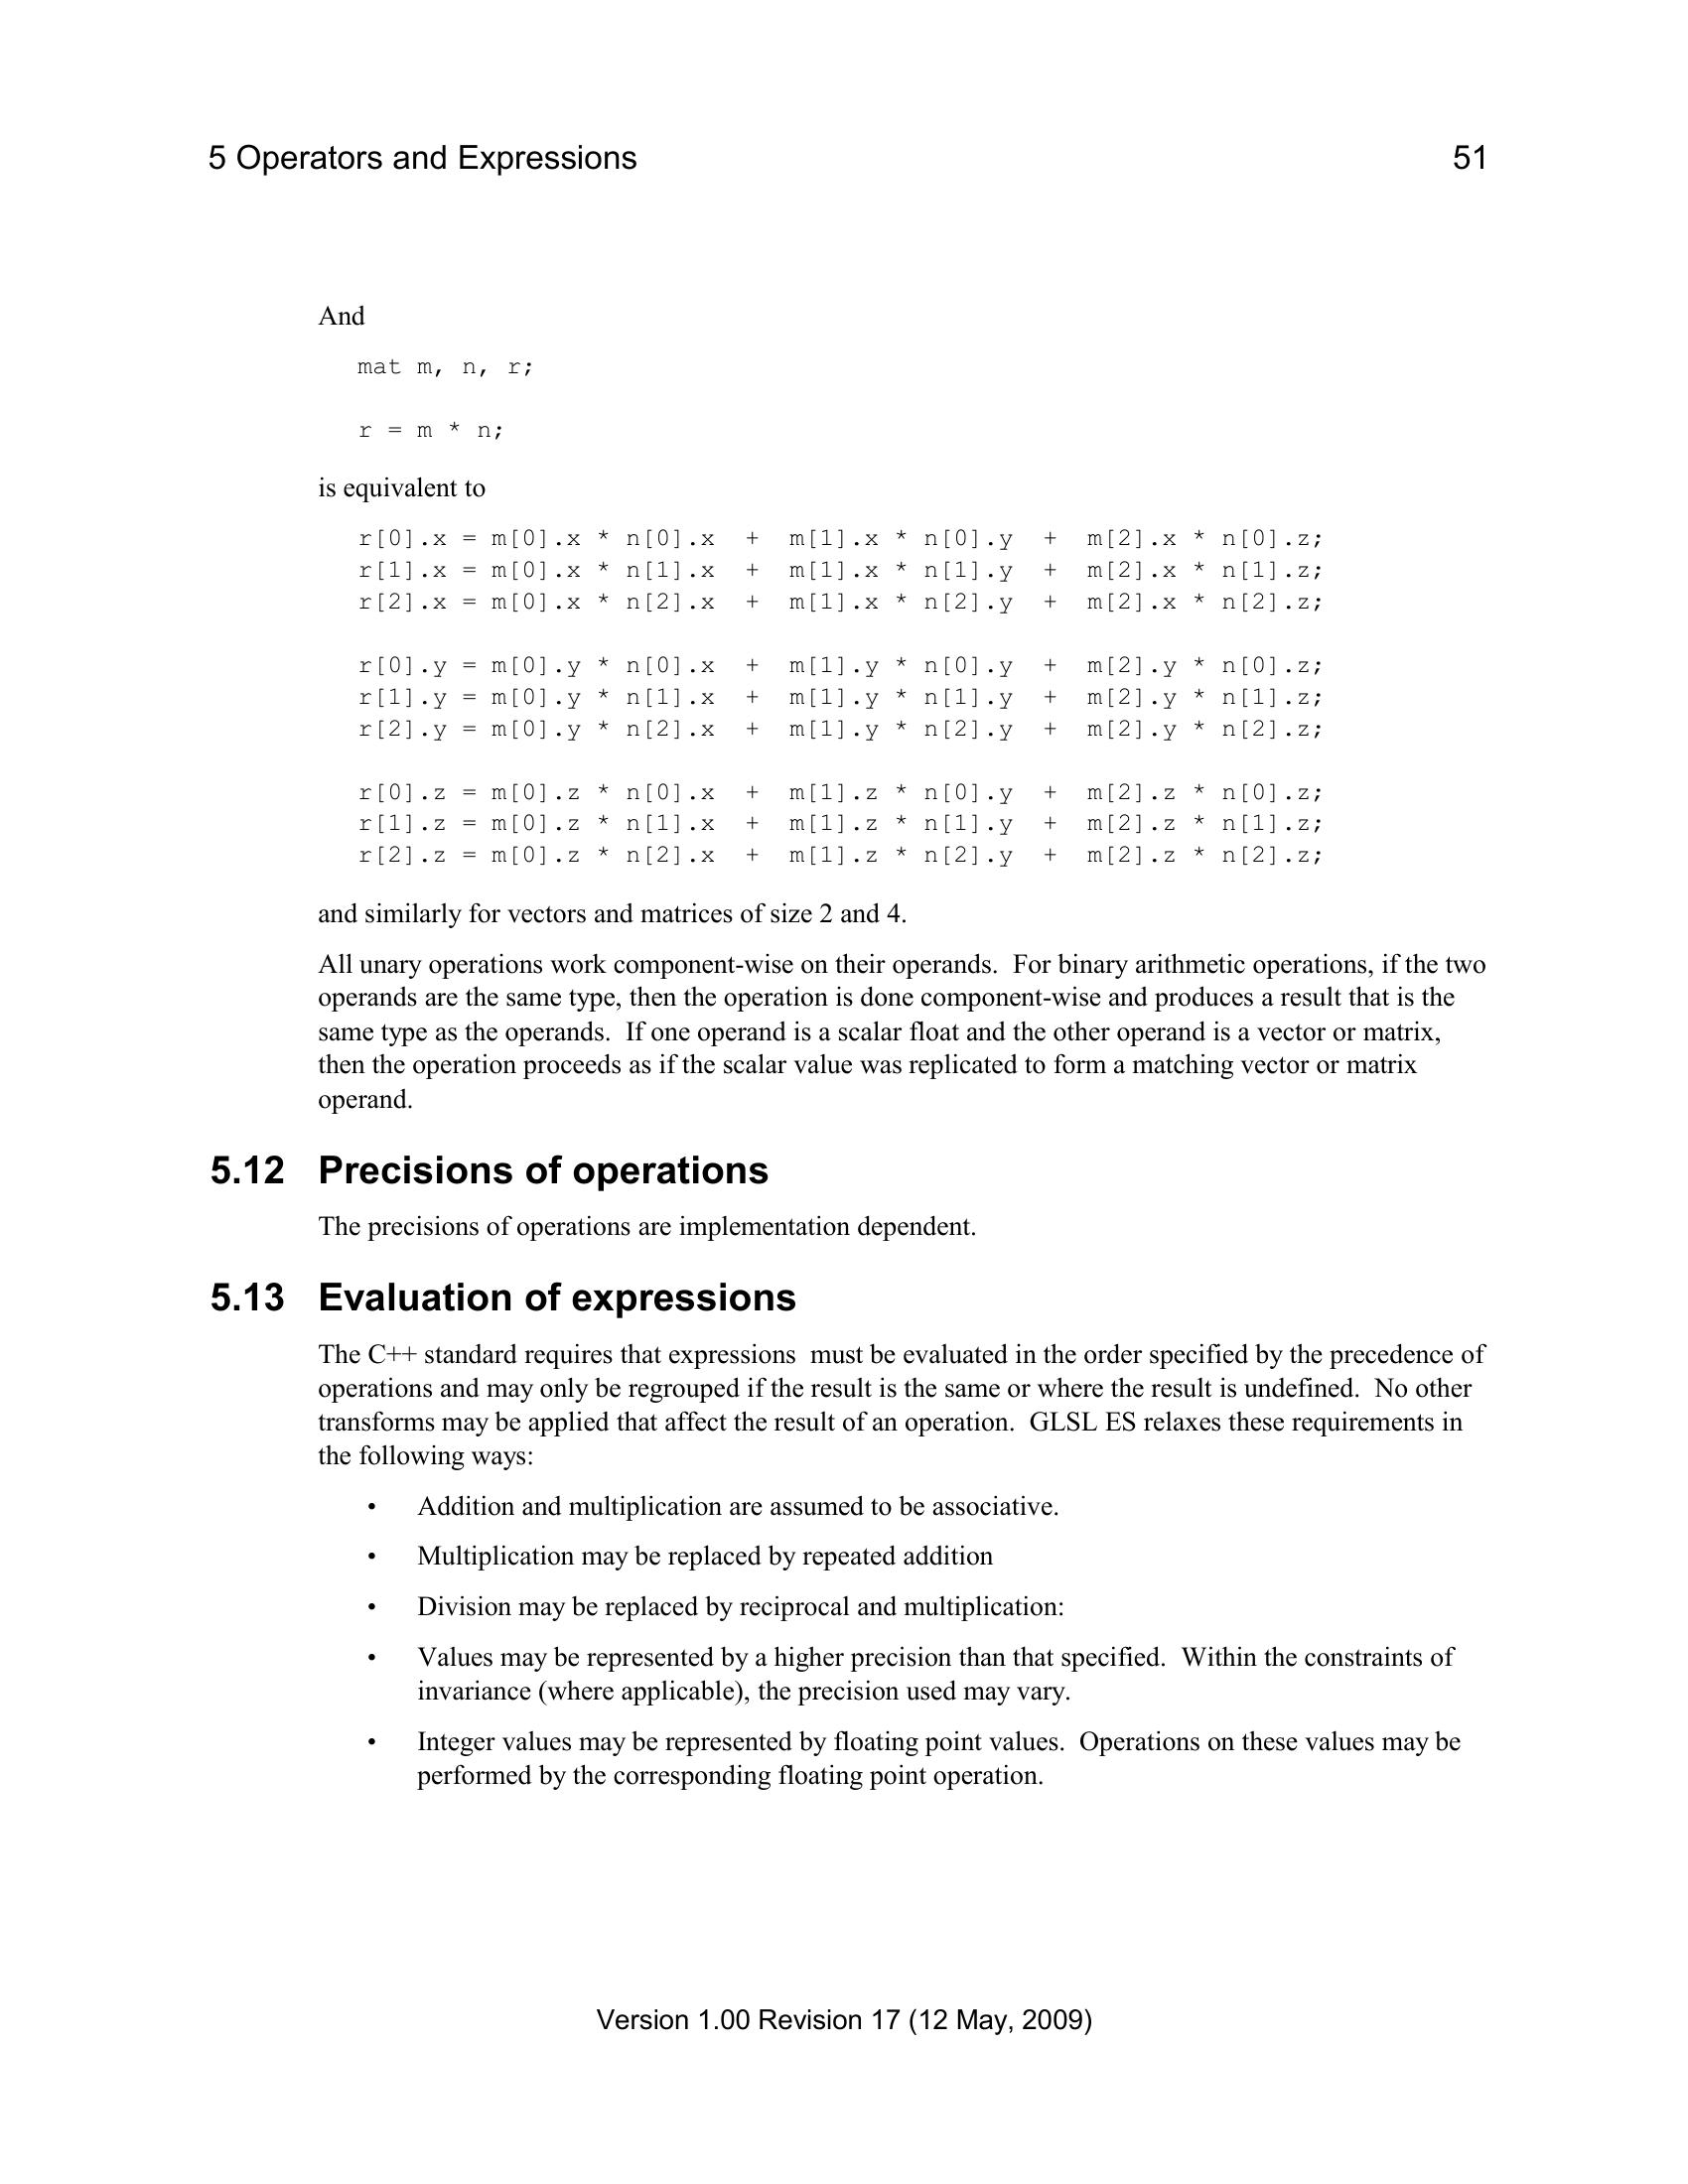 5 Operators and Expressions 51
And
mat m, n, r;
r = m * n;
is equivalent to
r[0].x = m[0].x * n[0].x  +  m[1].x * n[0].y  +  m[2].x * n[0].z;
r[1].x = m[0].x * n[1].x  +  m[1].x * n[1].y  +  m[2].x * n[1].z;
r[2].x = m[0].x * n[2].x  +  m[1].x * n[2].y  +  m[2].x * n[2].z;
r[0].y = m[0].y * n[0].x  +  m[1].y * n[0].y  +  m[2].y * n[0].z;
r[1].y = m[0].y * n[1].x  +  m[1].y * n[1].y  +  m[2].y * n[1].z;
r[2].y = m[0].y * n[2].x  +  m[1].y * n[2].y  +  m[2].y * n[2].z;
r[0].z = m[0].z * n[0].x  +  m[1].z * n[0].y  +  m[2].z * n[0].z;
r[1].z = m[0].z * n[1].x  +  m[1].z * n[1].y  +  m[2].z * n[1].z;
r[2].z = m[0].z * n[2].x  +  m[1].z * n[2].y  +  m[2].z * n[2].z;
and similarly for vectors and matrices of size 2 and 4.
All unary operations work component-wise on their operands.  For binary arithmetic operations, if the two
operands are the same type, then the operation is done component-wise and produces a result that is the
same type as the operands.  If one operand is a scalar float and the other operand is a vector or matrix,
then the operation proceeds as if the scalar value was replicated to form a matching vector or matrix
operand.
5.12 Precisions of operations
The precisions of operations are implementation dependent.
5.13 Evaluation of expressions
The C++ standard requires that expressions  must be evaluated in the order specified by the precedence of
operations and may only be regrouped if the result is the same or where the result is undefined.  No other
transforms may be applied that affect the result of an operation.  GLSL ES relaxes these requirements in
the following ways:
• Addition and multiplication are assumed to be associative.
• Multiplication may be replaced by repeated addition
• Division may be replaced by reciprocal and multiplication:
• Values may be represented by a higher precision than that specified.  Within the constraints of
invariance (where applicable), the precision used may vary.
• Integer values may be represented by floating point values.  Operations on these values may be
performed by the corresponding floating point operation.
Version 1.00 Revision 17 (12 May, 2009)